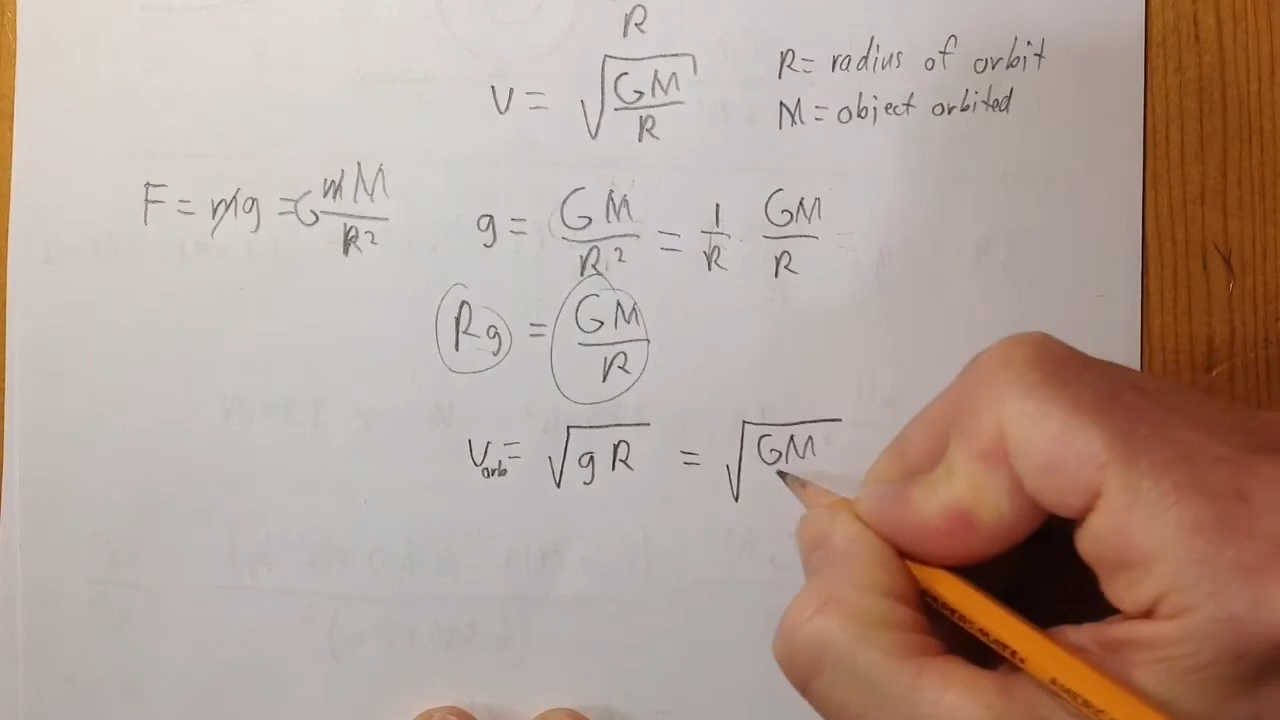 R
v = √(GM/R)
R = radius of orbit
M = object orbited
F = mg = G mM/R²
g = GM/R² = 1/R · GM/R =
Rg = GM/R
v_orb = √(gR) = √(GM